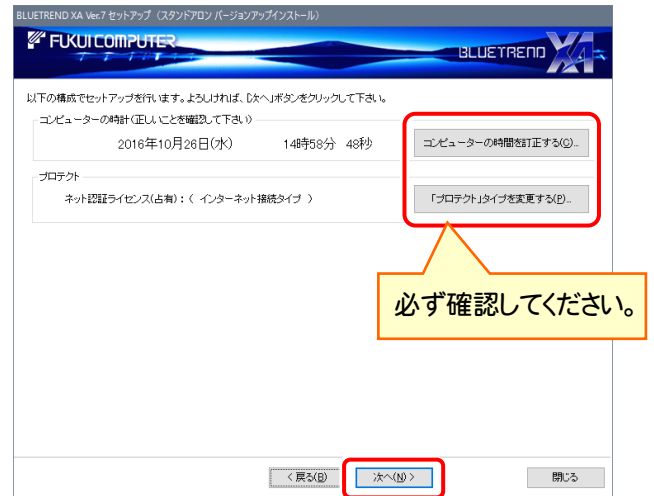 BLUETREND XA Ver.7 セットアップ（スタンドアロン バージョンアップインストール）
FUKUI COMPUTER
BLUETREND XA
以下の構成でセットアップを行います。よろしければ、[次へ]ボタンをクリックして下さい。
コンピューターの時計（正しいことを確認して下さい）
2016年10月26日(水) 14時58分 48秒
コンピューターの時間を訂正する(C)...
プロテクト
ネット認証ライセンス(占有)：（ インターネット接続タイプ ）
「プロテクト」タイプを変更する(P)...
必ず確認してください。
< 戻る(B)
次へ(N) >
閉じる